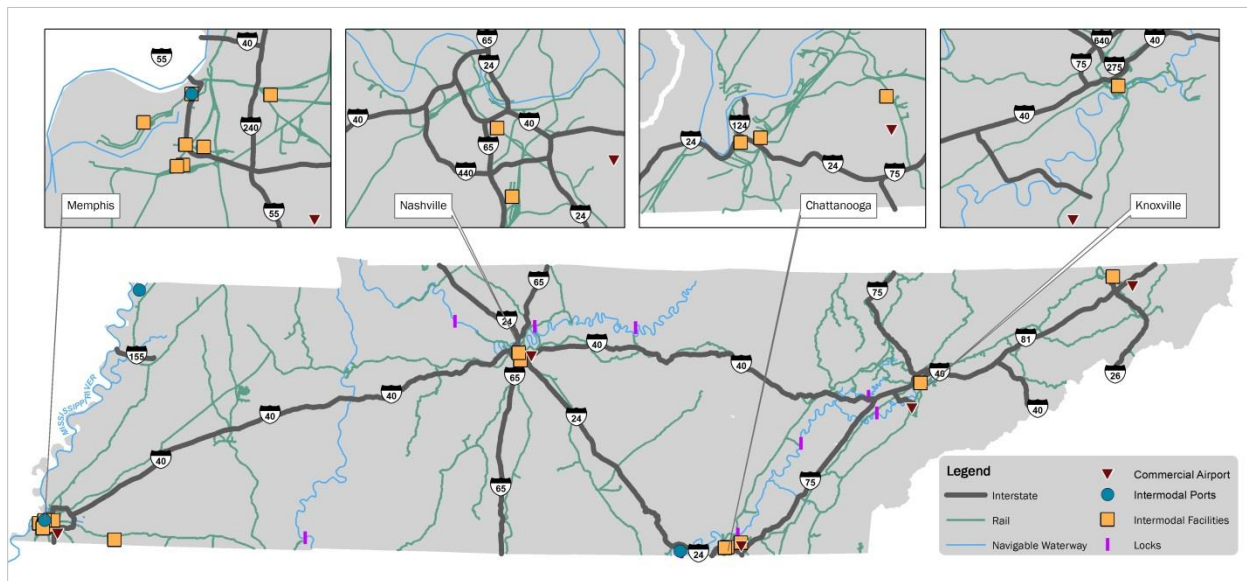 40
55
240
55
Memphis
65
24
40
40
65
440
24
Nashville
124
24
24
75
Chattanooga
640
40
75
275
40
Knoxville
65
24
75
155
40
40
81
MISSISSIPPI RIVER
65
40
40
26
40
40
24
40
65
75
24
Legend
Interstate
Rail
Navigable Waterway
Commercial Airport
Intermodal Ports
Intermodal Facilities
Locks